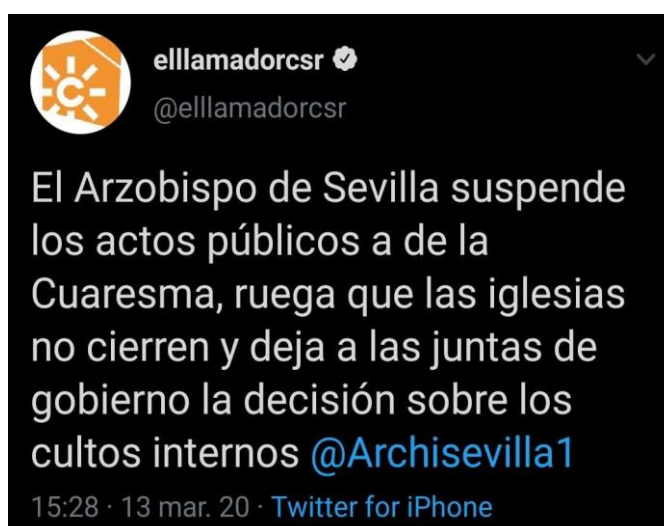 elllamadorcsr
@elllamadorcsr
El Arzobispo de Sevilla suspende
los actos públicos a de la
Cuaresma, ruega que las iglesias
no cierren y deja a las juntas de
gobierno la decisión sobre los
cultos internos @Archisevilla1
15:28 · 13 mar. 20 · Twitter for iPhone